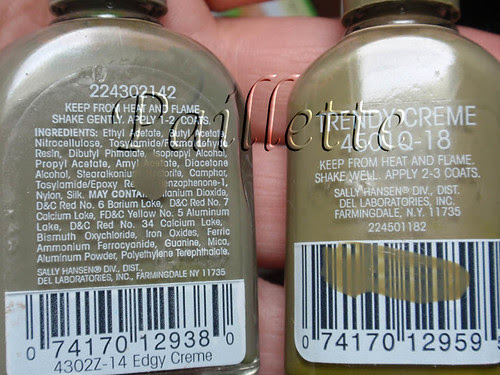 224302142
KEEP FROM HEAT AND FLAME.
SHAKE GENTLY. APPLY 1-2 COATS.
INGREDIENTS: Ethyl Acetate, Acetate,
Nitrocellulose, Tosylamide/Formaldehyde
Resin, Dibutyl Phthalate, Isopropyl Alcohol,
Propyl Acetate, Amyl Acetate, Diacetone
Alcohol, Stearalkonium Hectorite, Camphor,
Tosylamide/Epoxy Resin, Benzophenone-1,
Nylon, Silk. MAY CONTAIN: Titanium Dioxide,
D&C Red No. 6 Barium Lake, D&C Red No. 7
Calcium Lake, FD&C Yellow No. 5 Aluminum
Lake, D&C Red No. 34 Calcium Lake,
Bismuth Oxychloride, Iron Oxides, Ferric
Ammonium Ferrocyanide, Guanine, Mica,
Aluminum Powder, Polyethylene Terephthalate.
SALLY HANSEN® DIV., DIST.
DEL LABORATORIES, INC., FARMINGDALE, NY 11735
0 74170 12938 0
4302Z-14 Edgy Creme
Paillette
TRENDY CREME
4501Q-18
KEEP FROM HEAT AND FLAME.
SHAKE WELL. APPLY 2-3 COATS.
SALLY HANSEN® DIV., DIST.
DEL LABORATORIES, INC.
FARMINGDALE, N.Y. 11735
224501182
0 74170 12959 5